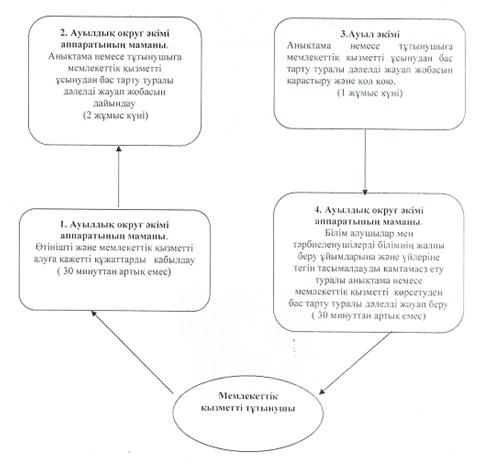 2. Ауылдық округ әкімі
аппаратының маманы.
Анықтама немесе тұтынушыға
мемлекеттік қызметті
ұсынудан бас тарту туралы
дәлелді жауап жобасын
дайындау
(2 жұмыс күні)
3.Ауыл әкімі
Анықтама немесе тұтынушыға
мемлекеттік қызметті ұсынудан бас
тарту туралы дәлелді жауап жобасын
қарастыру және қол қою.
(1 жұмыс күні)
1. Ауылдық округ әкімі
аппаратының маманы.
Өтінішті және мемлекеттік қызметті
алуға қажетті құжаттарды қабылдау
( 30 минуттан артық емес)
4. Ауылдық округ әкімі
аппаратының маманы.
Білім алушылар мен
тәрбиеленушілерді білімнің жалпы
беру ұйымдарына және үйлеріне
тегін тасымалдауды камтамасз ету
туралы анықтама немесе
мемлекеттік қызметті көрсетуден
бас тарту туралы дәлелді жауап беру
( 30 минуттан артық емес)
Мемлекеттік
қызметті тұтынушы